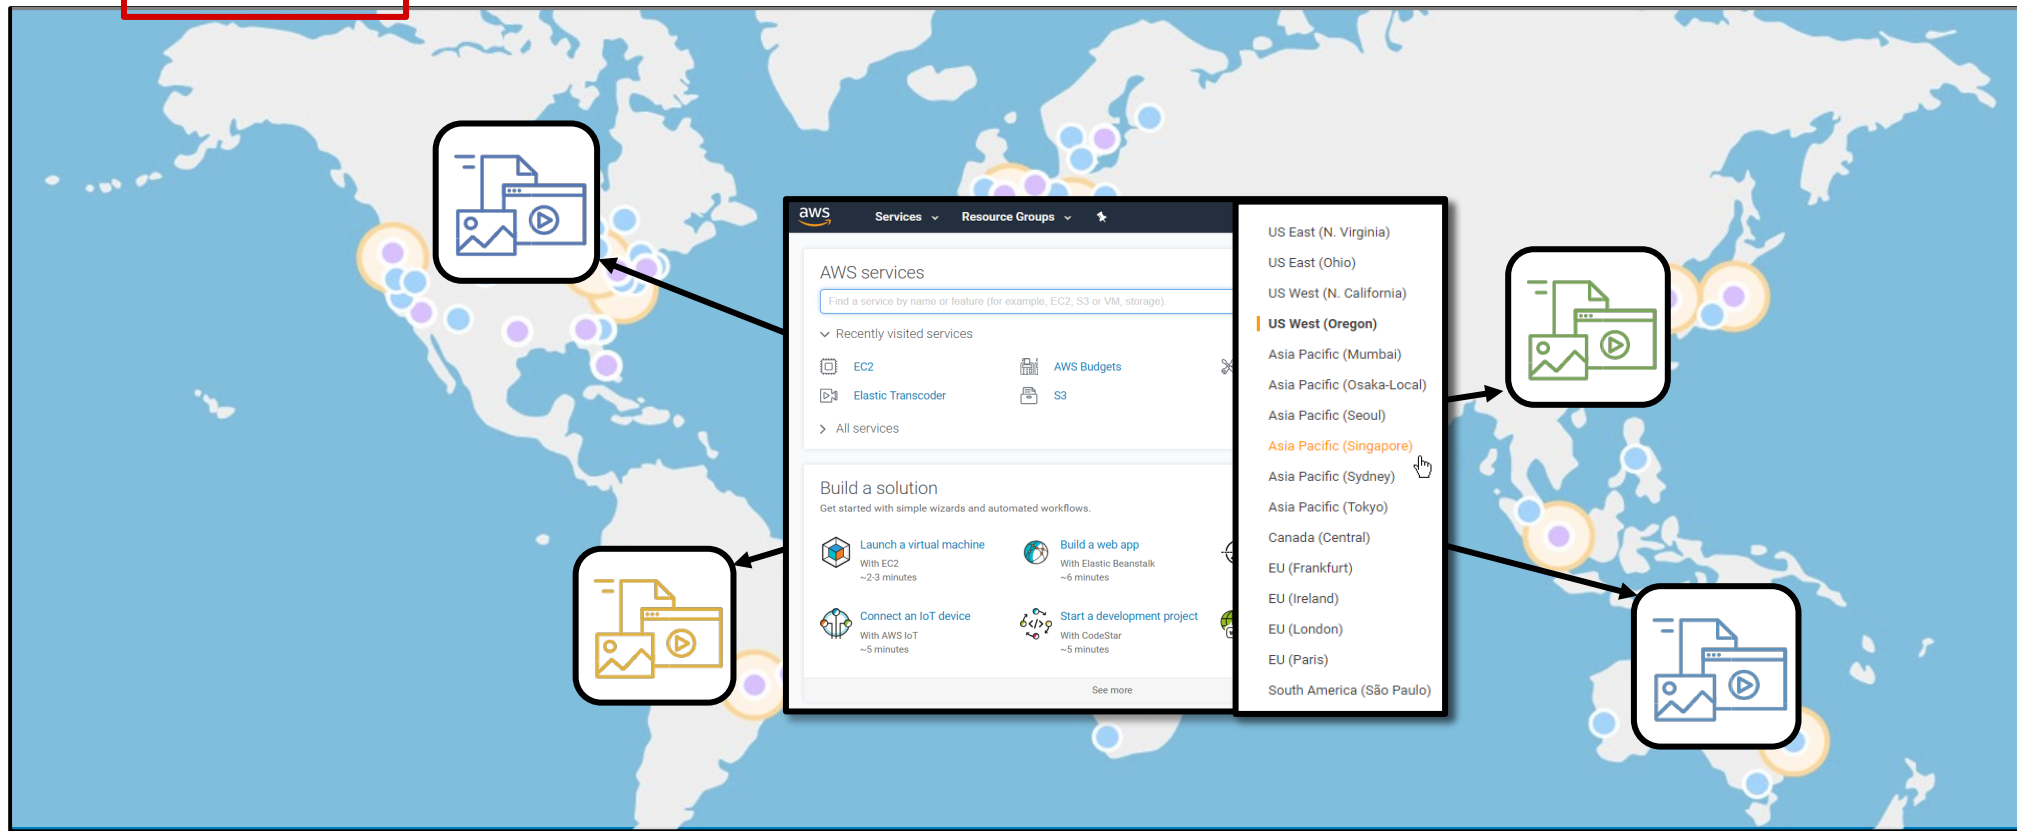 aws Services Resource Groups
AWS services
Find a service by name or feature (for example, EC2, S3 or VM, storage).
Recently visited services
EC2
AWS Budgets
Elastic Transcoder
S3
All services
Build a solution
Get started with simple wizards and automated workflows.
Launch a virtual machine
With EC2
~2-3 minutes
Build a web app
With Elastic Beanstalk
~6 minutes
Connect an IoT device
With AWS IoT
~5 minutes
Start a development project
With CodeStar
~5 minutes
See more
US East (N. Virginia)
US East (Ohio)
US West (N. California)
US West (Oregon)
Asia Pacific (Mumbai)
Asia Pacific (Osaka-Local)
Asia Pacific (Seoul)
Asia Pacific (Singapore)
Asia Pacific (Sydney)
Asia Pacific (Tokyo)
Canada (Central)
EU (Frankfurt)
EU (Ireland)
EU (London)
EU (Paris)
South America (São Paulo)